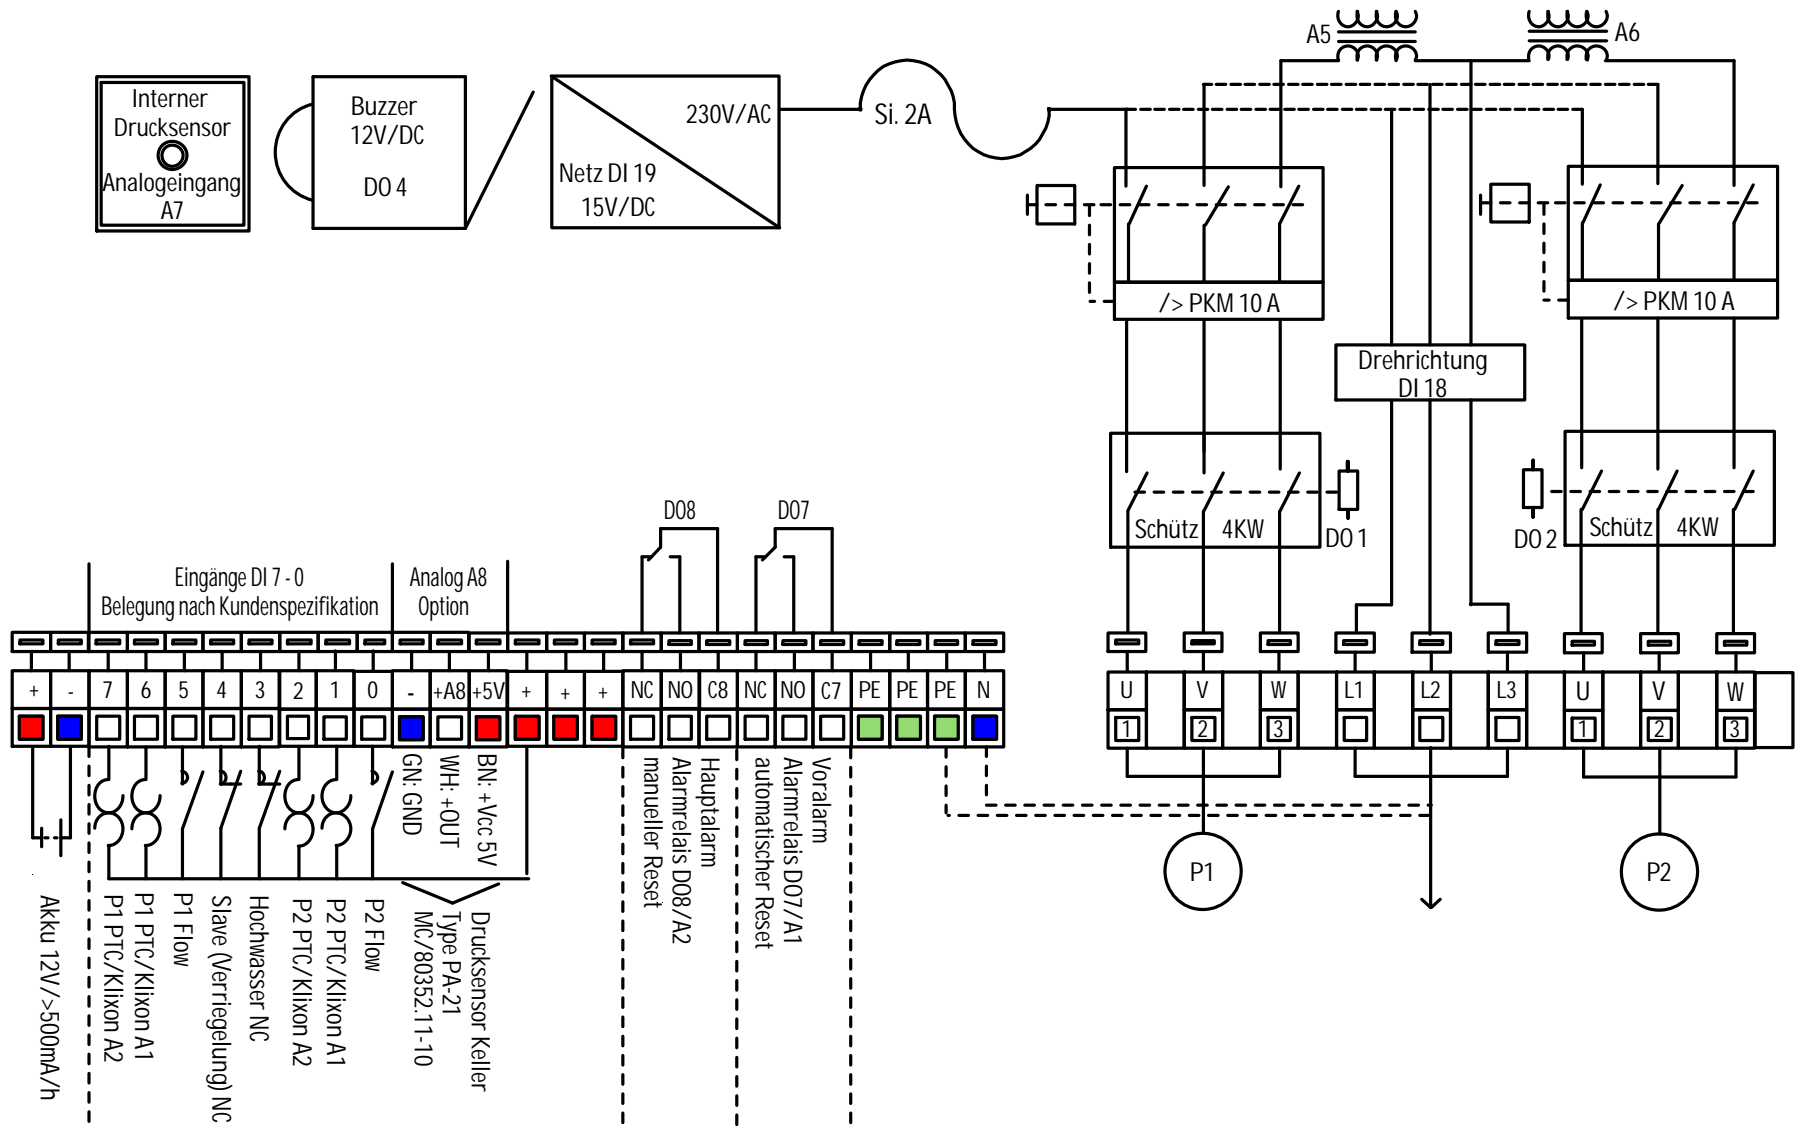 A5
A6
Interner
Drucksensor
Analogeingang
A7
Buzzer
12V/DC
DO 4
230V/AC
Netz DI 19
15V/DC
Si. 2A
/> PKM 10 A
/> PKM 10 A
Drehrichtung
DI 18
Schütz 4KW
DO 1
DO 2
Schütz 4KW
DO8
DO7
Eingänge DI 7 - 0
Belegung nach Kundenspezifikation
Analog A8
Option
+ - 7 6 5 4 3 2 1 0 - +A8 +5V + + + NC NO C8 NC NO C7 PE PE PE N
U V W L1 L2 L3 U V W
1 2 3 1 2 3
GN: GND
WH: +OUT
BN: +Vcc 5V
manueller Reset
Alarmrelais DO8/A2
Hauptalarm
automatischer Reset
Alarmrelais DO7/A1
Voralarm
Akku 12V/>500mA/h
P1 PTC/Klixon A2
P1 PTC/Klixon A1
P1 Flow
Slave (Verriegelung) NC
Hochwasser NC
P2 PTC/Klixon A2
P2 PTC/Klixon A1
P2 Flow
Drucksensor Keller
Type PA-21
MC/80352.11-10
P1
P2